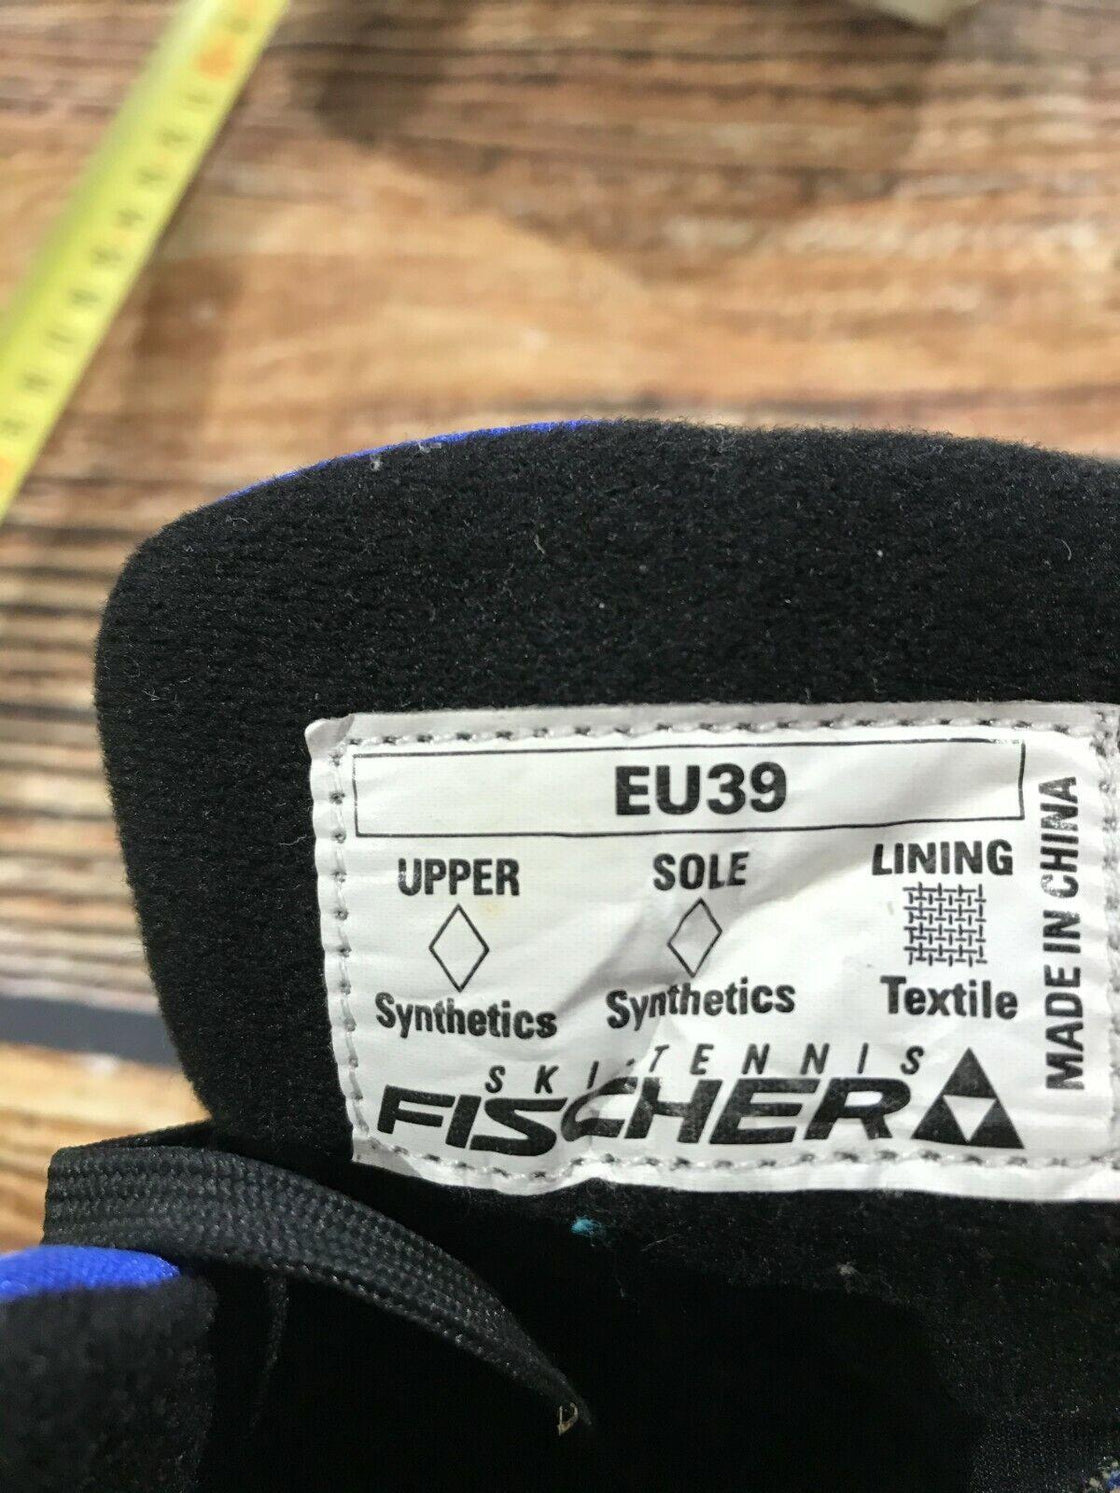 EU39
UPPER SOLE LINING
Synthetics Synthetics Textile
MADE IN CHINA
SKI·TENNIS
FISCHER